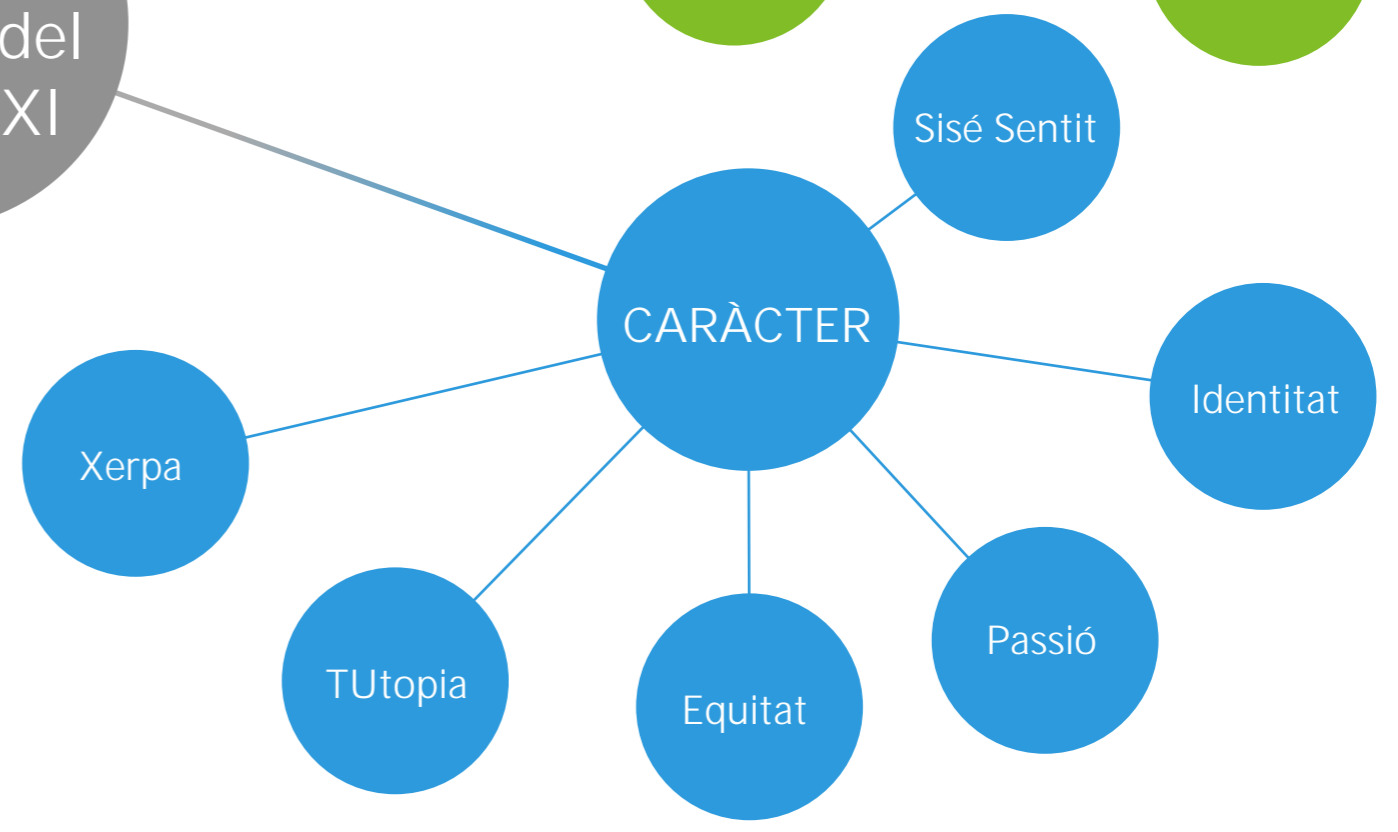 del
XI
Sisé Sentit
CARÀCTER
Identitat
Xerpa
Passió
TUtopia
Equitat